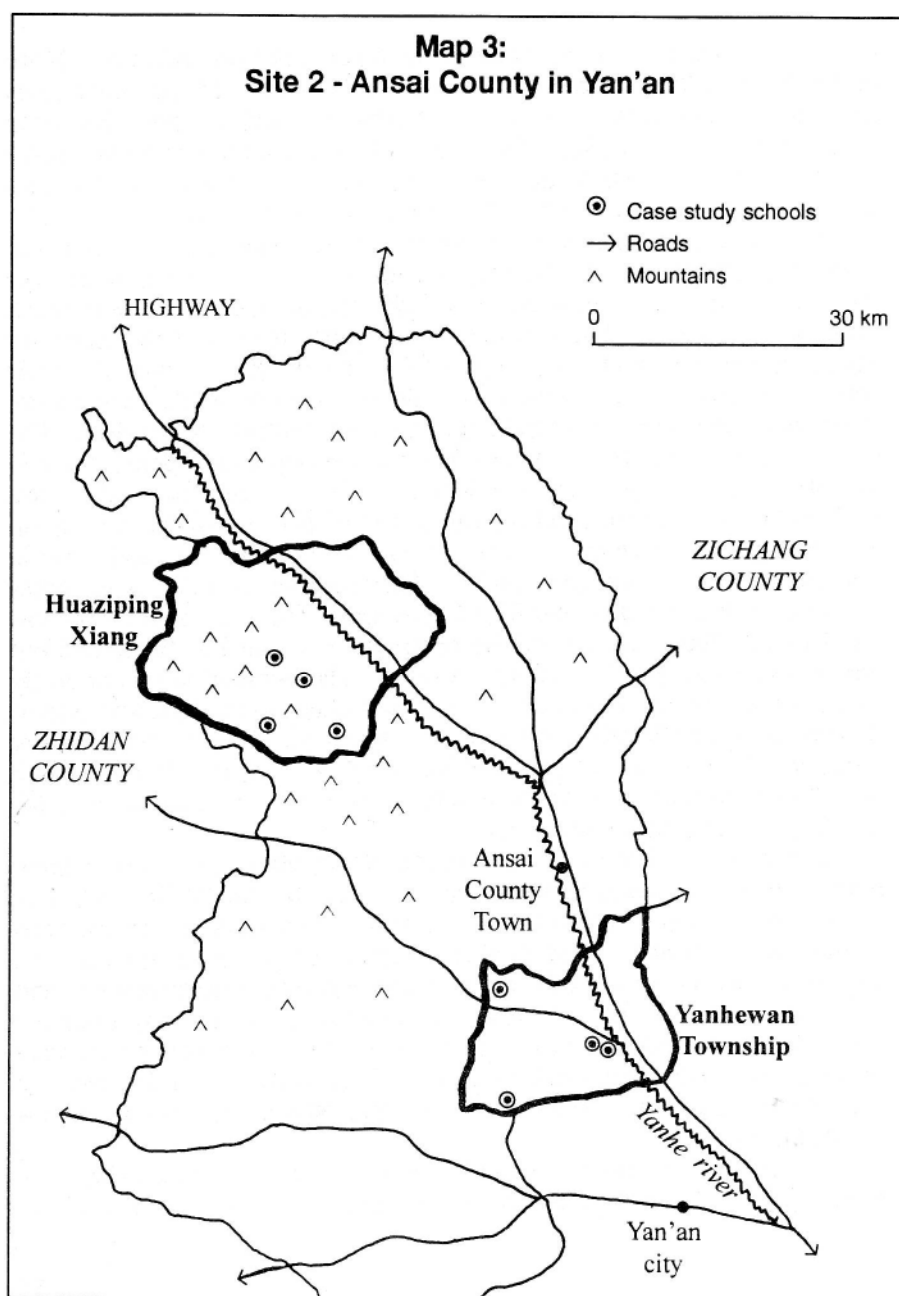 Map 3:
Site 2 - Ansai County in Yan'an
Case study schools
Roads
Mountains
0 30 km
HIGHWAY
ZICHANG
COUNTY
Huaziping
Xiang
ZHIDAN
COUNTY
Ansai
County
Town
Yanhewan
Township
Yanhe river
Yan'an
city